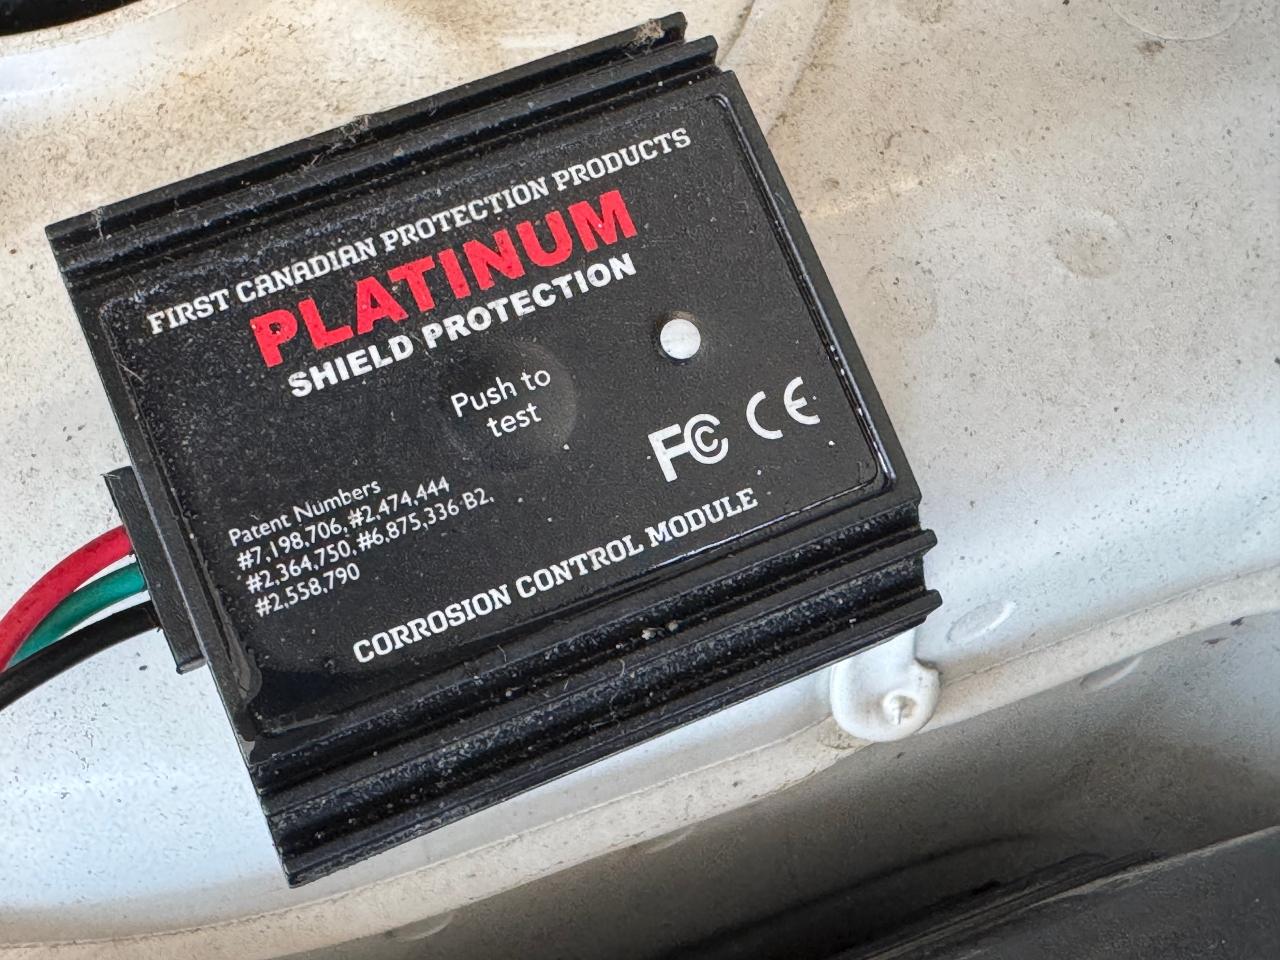 FIRST CANADIAN PROTECTION PRODUCTS
PLATINUM
SHIELD PROTECTION
Push to
test
FC CE
Patent Numbers
#7,198,706, #2,474,444
#2,364,750, #6,875,336 B2,
#2,558,790
CORROSION CONTROL MODULE